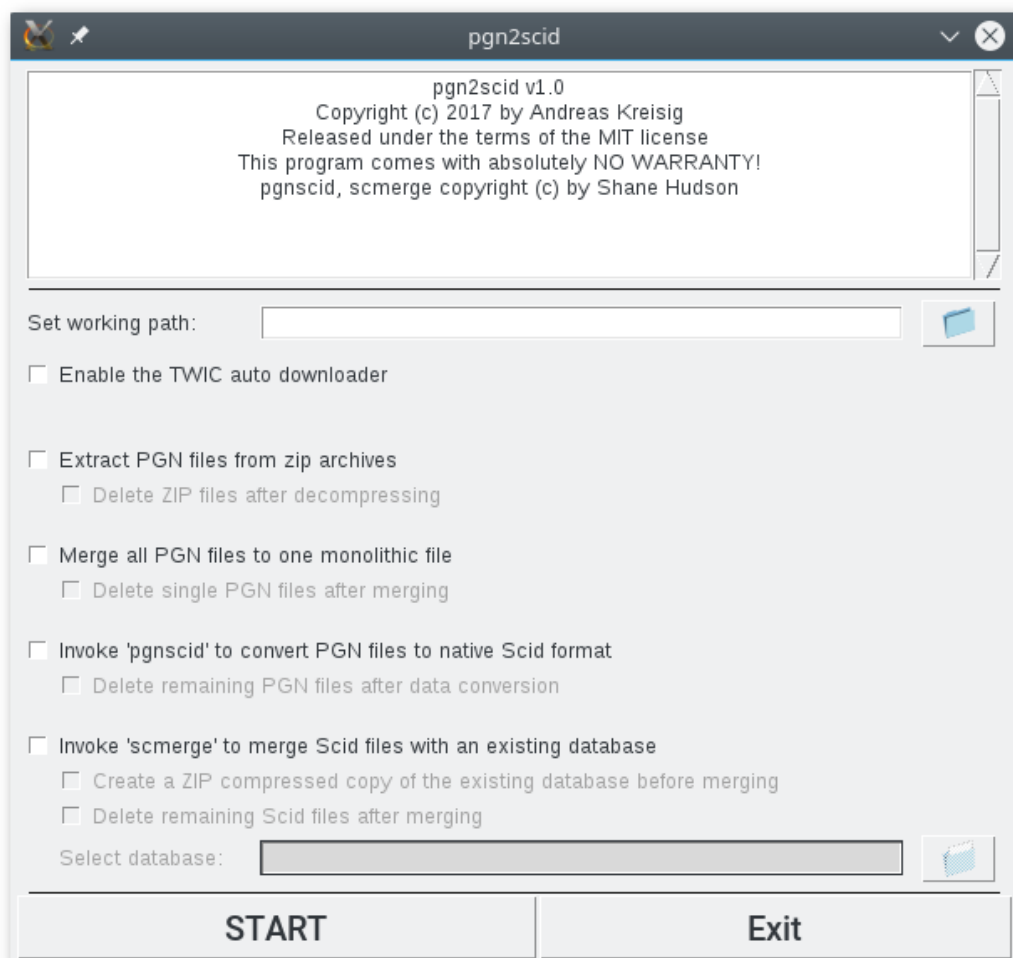 pgn2scid
pgn2scid v1.0
Copyright (c) 2017 by Andreas Kreisig
Released under the terms of the MIT license
This program comes with absolutely NO WARRANTY!
pgnscid, scmerge copyright (c) by Shane Hudson
Set working path:
Enable the TWIC auto downloader
Extract PGN files from zip archives
Delete ZIP files after decompressing
Merge all PGN files to one monolithic file
Delete single PGN files after merging
Invoke 'pgnscid' to convert PGN files to native Scid format
Delete remaining PGN files after data conversion
Invoke 'scmerge' to merge Scid files with an existing database
Create a ZIP compressed copy of the existing database before merging
Delete remaining Scid files after merging
Select database:
START Exit